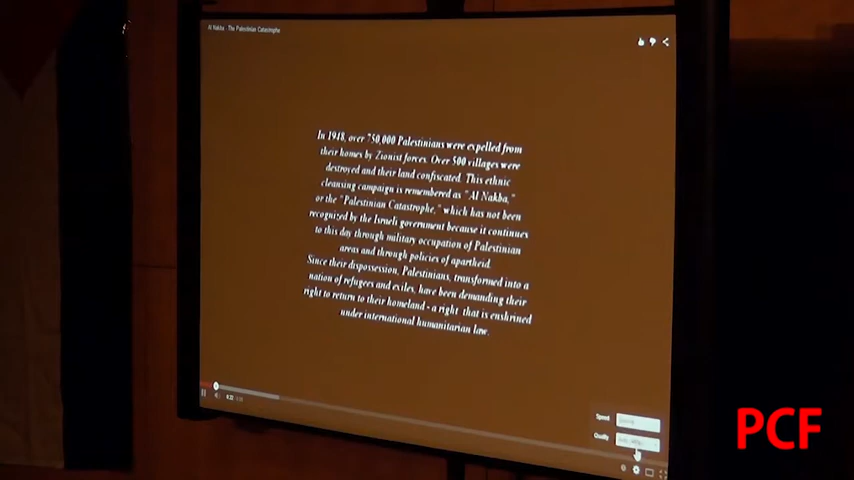 Al Nakba - The Palestinian Catastrophe
In 1948, over 750,000 Palestinians were expelled from
their homes by Zionist forces. Over 500 villages were
destroyed and their land confiscated. This ethnic
cleansing campaign is remembered as "Al Nakba,"
or the "Palestinian Catastrophe," which has not been
recognized by the Israeli government because it continues
to this day through military occupation of Palestinian
areas and through policies of apartheid.
Since their dispossession, Palestinians, transformed into a
nation of refugees and exiles, have been demanding their
right to return to their homeland - a right that is enshrined
under international humanitarian law.
Speed
Quality
PCF